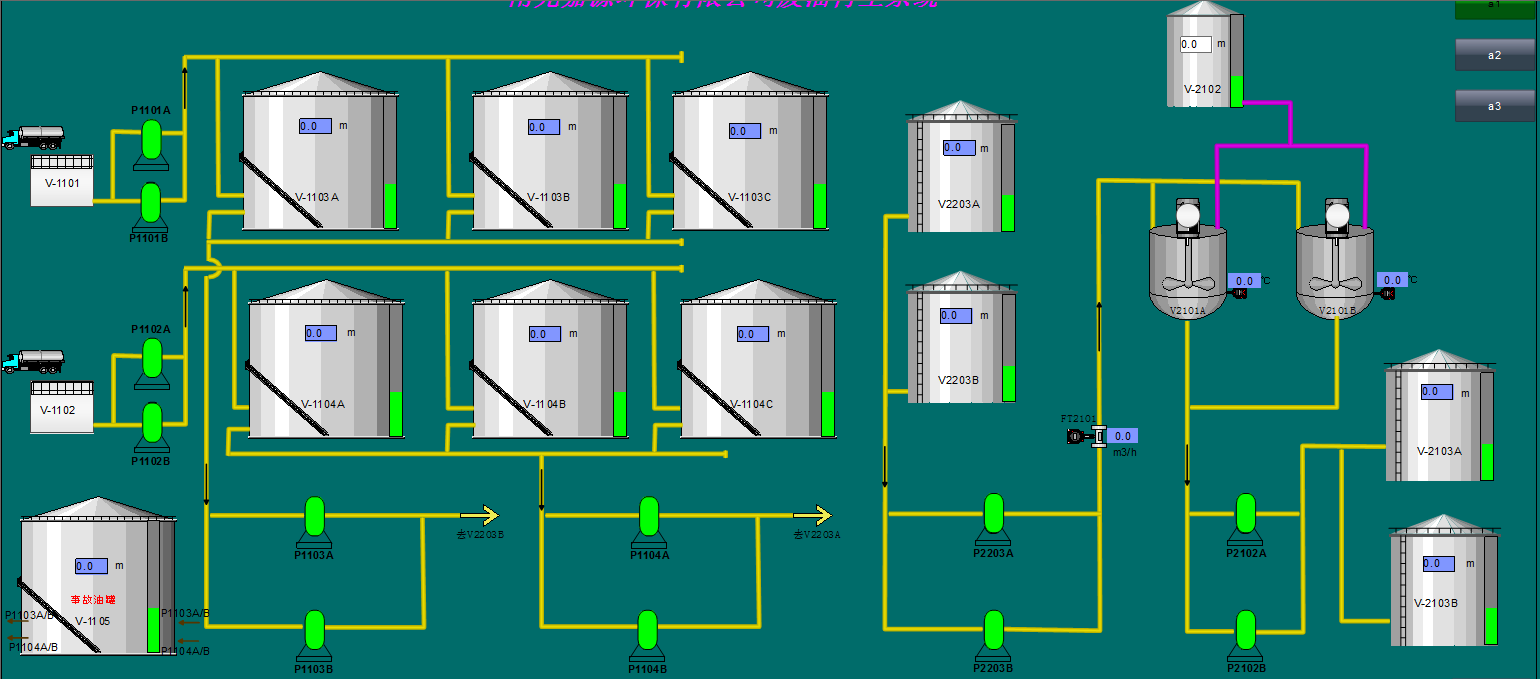 a1
0.0 m
V-2102
a2
a3
P1101A
V-1101
P1101B
0.0 m
V-1103A
0.0 m
V-1103B
0.0 m
V-1103C
0.0 m
V2203A
0.0 m
V2203B
0.0 ℃
V2101A
0.0 ℃
V2101B
P1102A
V-1102
P1102B
0.0 m
V-1104A
0.0 m
V-1104B
0.0 m
V-1104C
FT2101
0.0
m3/h
0.0 m
V-2103A
0.0 m
V-2103B
0.0 m
事故油罐
V-1105
P1103A/B
P1104A/B
P1103A/B
P1104A/B
P1103A
去V2203B
P1103B
P1104A
去V2203A
P1104B
P2203A
P2203B
P2102A
P2102B